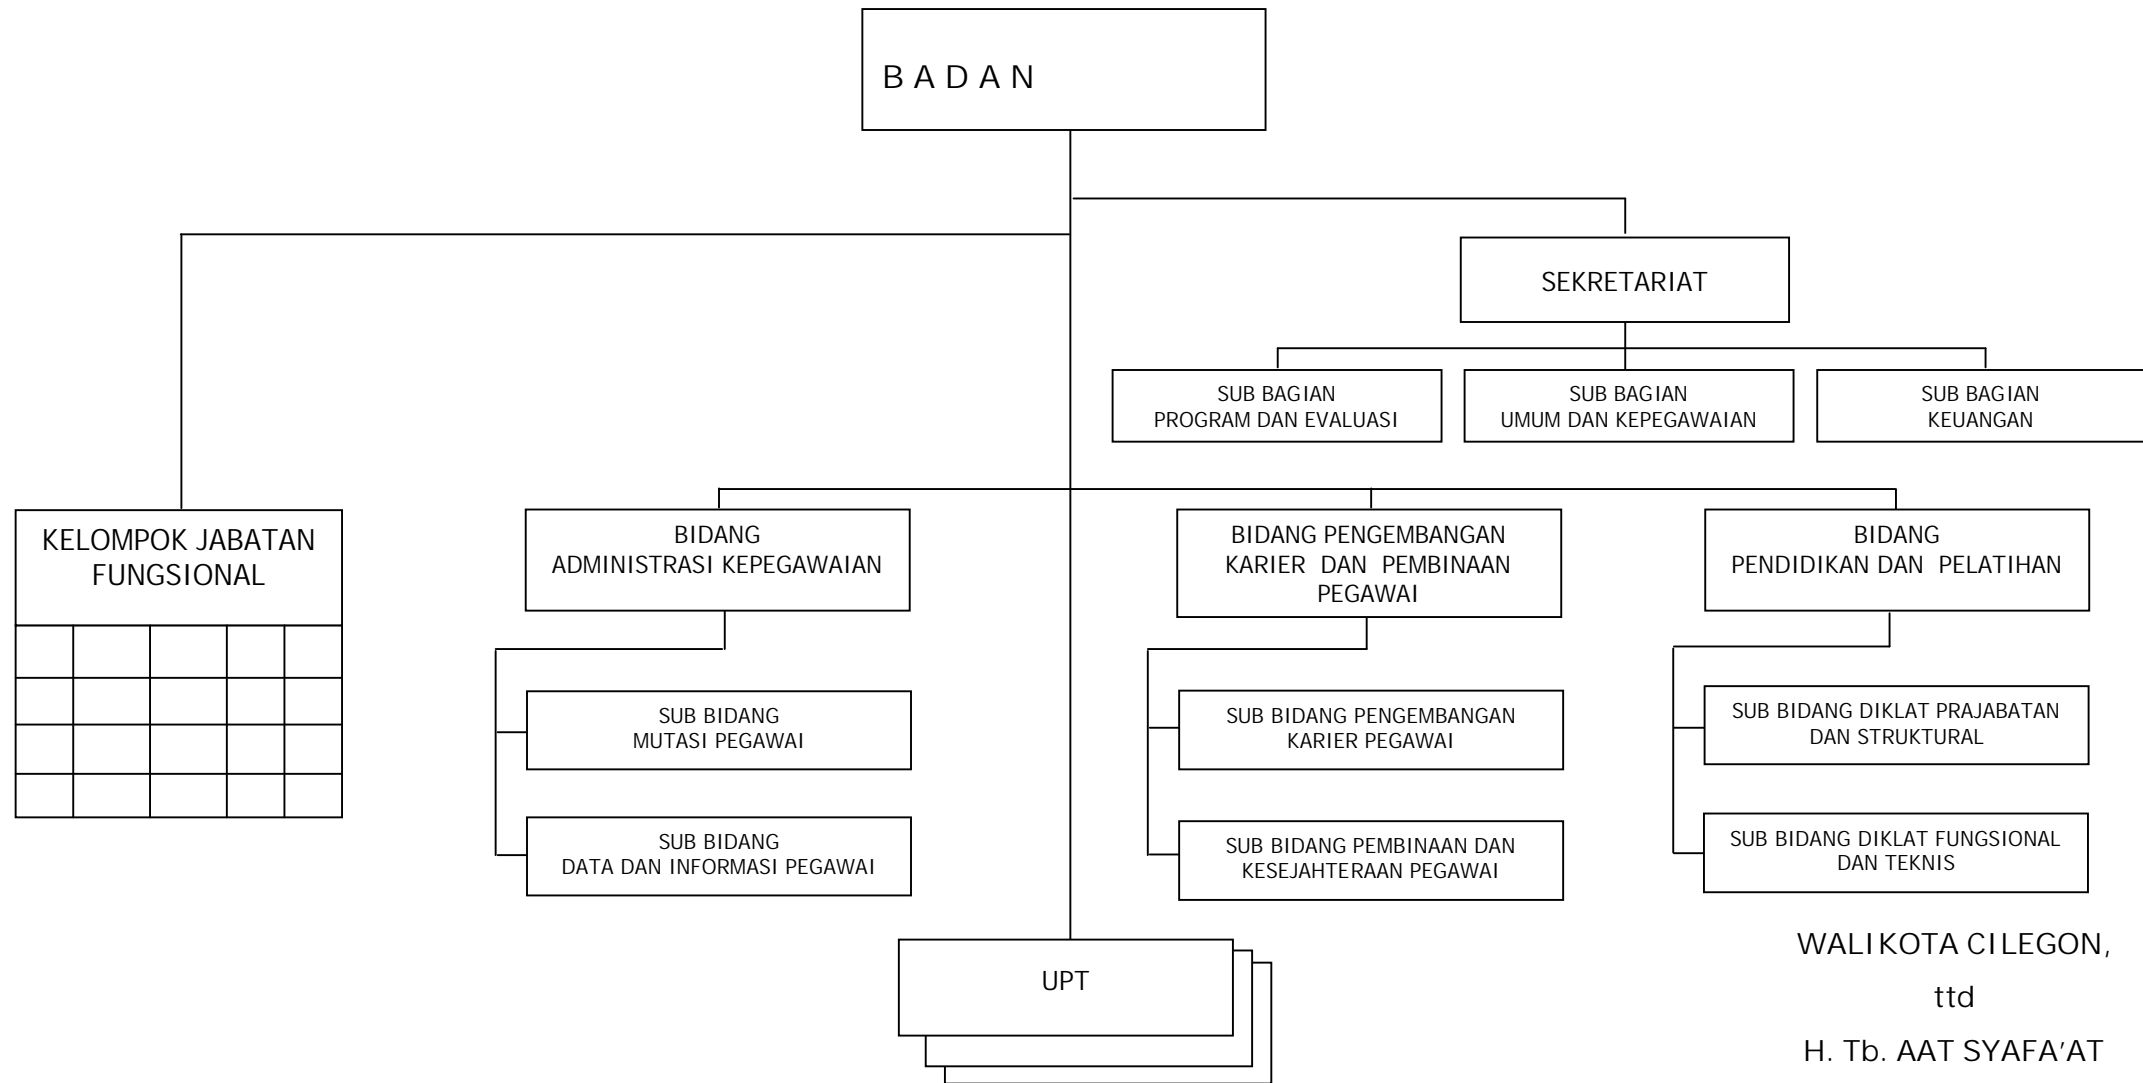 B A D A N
SEKRETARIAT
SUB BAGIAN
PROGRAM DAN EVALUASI
SUB BAGIAN
UMUM DAN KEPEGAWAIAN
SUB BAGIAN
KEUANGAN
KELOMPOK JABATAN
FUNGSIONAL
BIDANG
ADMINISTRASI KEPEGAWAIAN
BIDANG PENGEMBANGAN
KARIER DAN PEMBINAAN
PEGAWAI
BIDANG
PENDIDIKAN DAN PELATIHAN
SUB BIDANG
MUTASI PEGAWAI
SUB BIDANG PENGEMBANGAN
KARIER PEGAWAI
SUB BIDANG DIKLAT PRAJABATAN
DAN STRUKTURAL
SUB BIDANG
DATA DAN INFORMASI PEGAWAI
SUB BIDANG PEMBINAAN DAN
KESEJAHTERAAN PEGAWAI
SUB BIDANG DIKLAT FUNGSIONAL
DAN TEKNIS
UPT
WALIKOTA CILEGON,
ttd
H. Tb. AAT SYAFA'AT